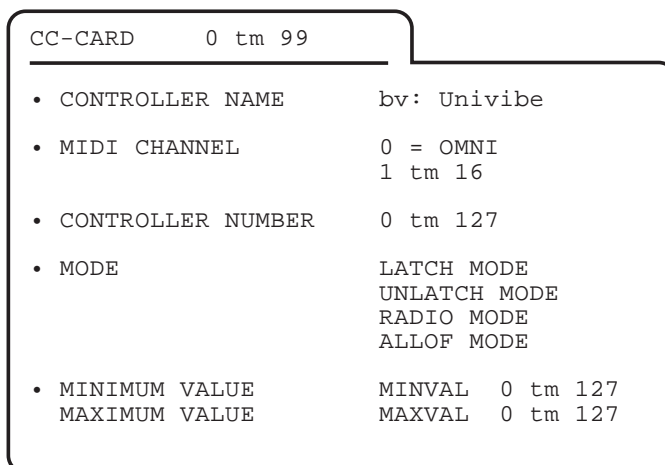 CC-CARD 0 tm 99
• CONTROLLER NAME bv: Univibe
• MIDI CHANNEL 0 = OMNI
1 tm 16
• CONTROLLER NUMBER 0 tm 127
• MODE LATCH MODE
UNLATCH MODE
RADIO MODE
ALLOF MODE
• MINIMUM VALUE MINVAL 0 tm 127
MAXIMUM VALUE MAXVAL 0 tm 127